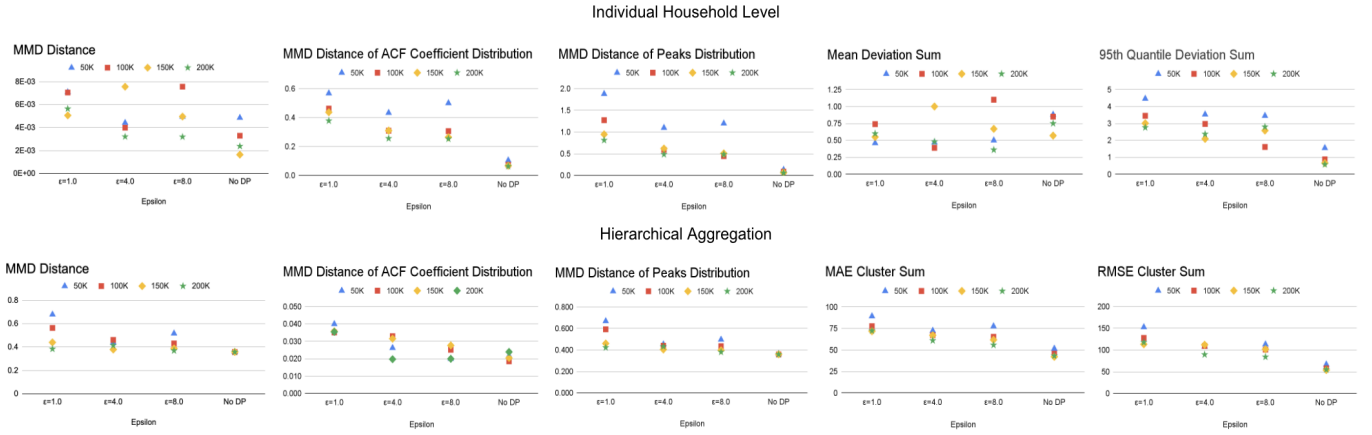 Individual Household Level
MMD Distance
50K 100K 150K 200K
8E-03
6E-03
4E-03
2E-03
0E+00
ε=1.0 ε=4.0 ε=8.0 No DP
Epsilon
MMD Distance of ACF Coefficient Distribution
50K 100K 150K 200K
0.6
0.4
0.2
0.0
ε=1.0 ε=4.0 ε=8.0 No DP
Epsilon
MMD Distance of Peaks Distribution
50K 100K 150K 200K
2.0
1.5
1.0
0.5
0.0
ε=1.0 ε=4.0 ε=8.0 No DP
Epsilon
Mean Deviation Sum
50K 100K 150K 200K
1.25
1.00
0.75
0.50
0.25
0.00
ε=1.0 ε=4.0 ε=8.0 No DP
Epsilon
95th Quantile Deviation Sum
50K 100K 150K 200K
5
4
3
2
1
0
ε=1.0 ε=4.0 ε=8.0 No DP
Epsilon
Hierarchical Aggregation
MMD Distance
50K 100K 150K 200K
0.8
0.6
0.4
0.2
0
ε=1.0 ε=4.0 ε=8.0 No DP
Epsilon
MMD Distance of ACF Coefficient Distribution
50K 100K 150K 200K
0.050
0.040
0.030
0.020
0.010
0.000
ε=1.0 ε=4.0 ε=8.0 No DP
Epsilon
MMD Distance of Peaks Distribution
50K 100K 150K 200K
0.800
0.600
0.400
0.200
0.000
ε=1.0 ε=4.0 ε=8.0 No DP
Epsilon
MAE Cluster Sum
50K 100K 150K 200K
100
75
50
25
0
ε=1.0 ε=4.0 ε=8.0 No DP
Epsilon
RMSE Cluster Sum
50K 100K 150K 200K
200
150
100
50
0
ε=1.0 ε=4.0 ε=8.0 No DP
Epsilon